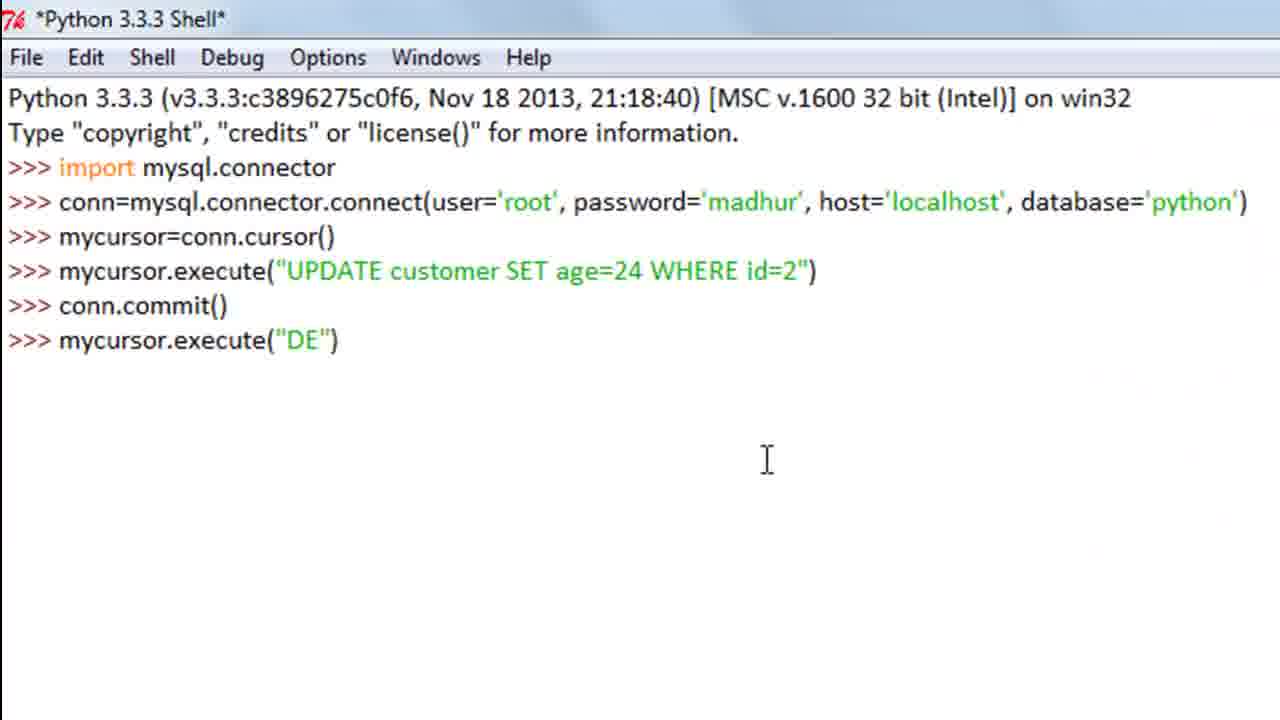 *Python 3.3.3 Shell*
File Edit Shell Debug Options Windows Help
Python 3.3.3 (v3.3.3:c3896275c0f6, Nov 18 2013, 21:18:40) [MSC v.1600 32 bit (Intel)] on win32
Type "copyright", "credits" or "license()" for more information.
>>> import mysql.connector
>>> conn=mysql.connector.connect(user='root', password='madhur', host='localhost', database='python')
>>> mycursor=conn.cursor()
>>> mycursor.execute("UPDATE customer SET age=24 WHERE id=2")
>>> conn.commit()
>>> mycursor.execute("DE")